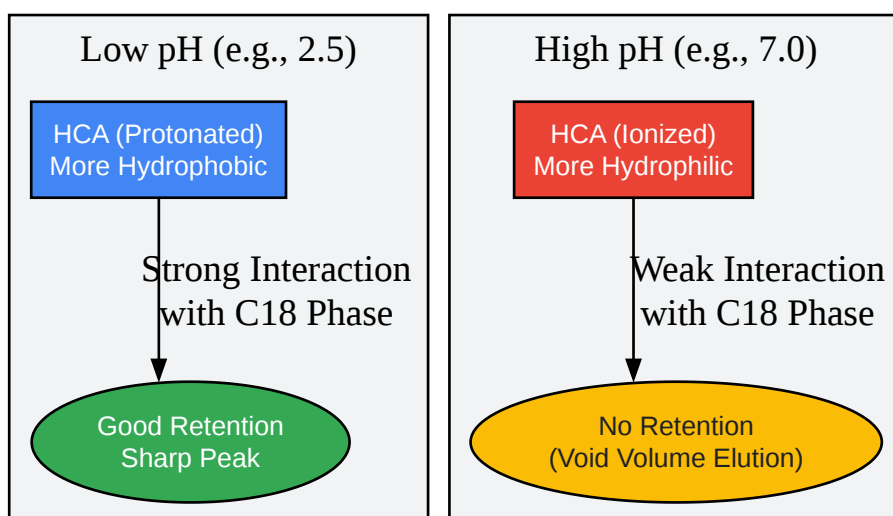 Low pH (e.g., 2.5)
HCA (Protonated)
More Hydrophobic
Strong Interaction
with C18 Phase
Good Retention
Sharp Peak
High pH (e.g., 7.0)
HCA (Ionized)
More Hydrophilic
Weak Interaction
with C18 Phase
No Retention
(Void Volume Elution)